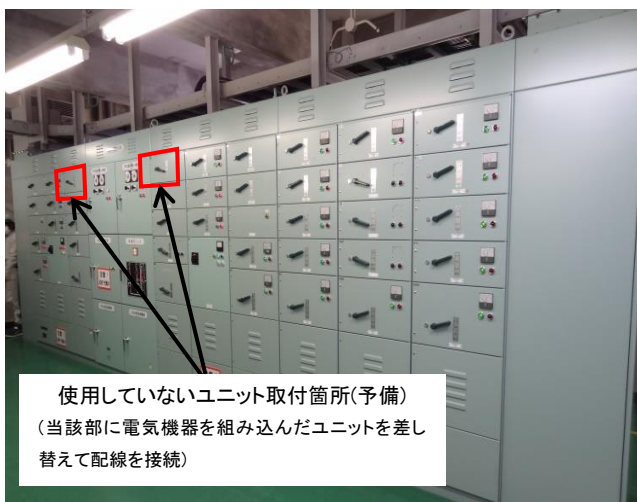 使用していないユニット取付箇所(予備)
(当該部に電気機器を組み込んだユニットを差し
替えて配線を接続)